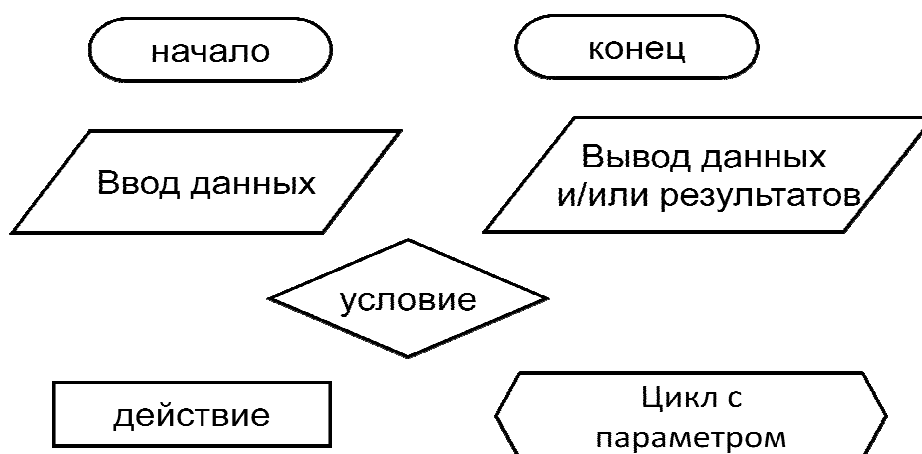 начало
конец
Ввод данных
Вывод данных
и/или результатов
условие
действие
Цикл с
параметром